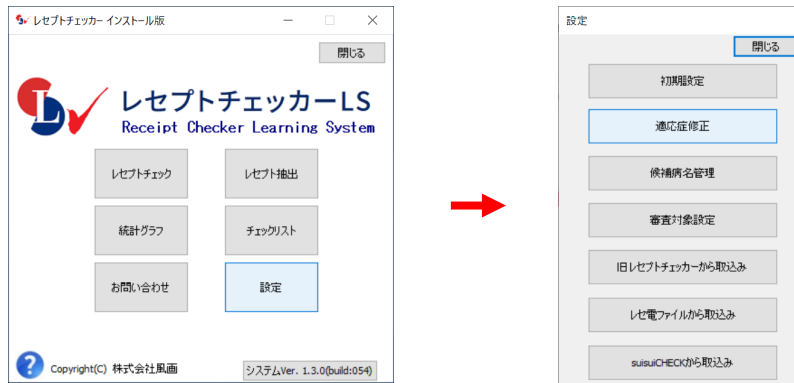 レセプトチェッカー インストール版
閉じる
レセプトチェッカーLS
Receipt Checker Learning System
レセプトチェック
レセプト抽出
統計グラフ
チェックリスト
お問い合わせ
設定
Copyright(C) 株式会社風画
システムVer. 1.3.0(build:054)
設定
閉じる
初期設定
適応症修正
候補病名管理
審査対象設定
旧レセプトチェッカーから取込み
レセ電ファイルから取込み
suisuiCHECKから取込み